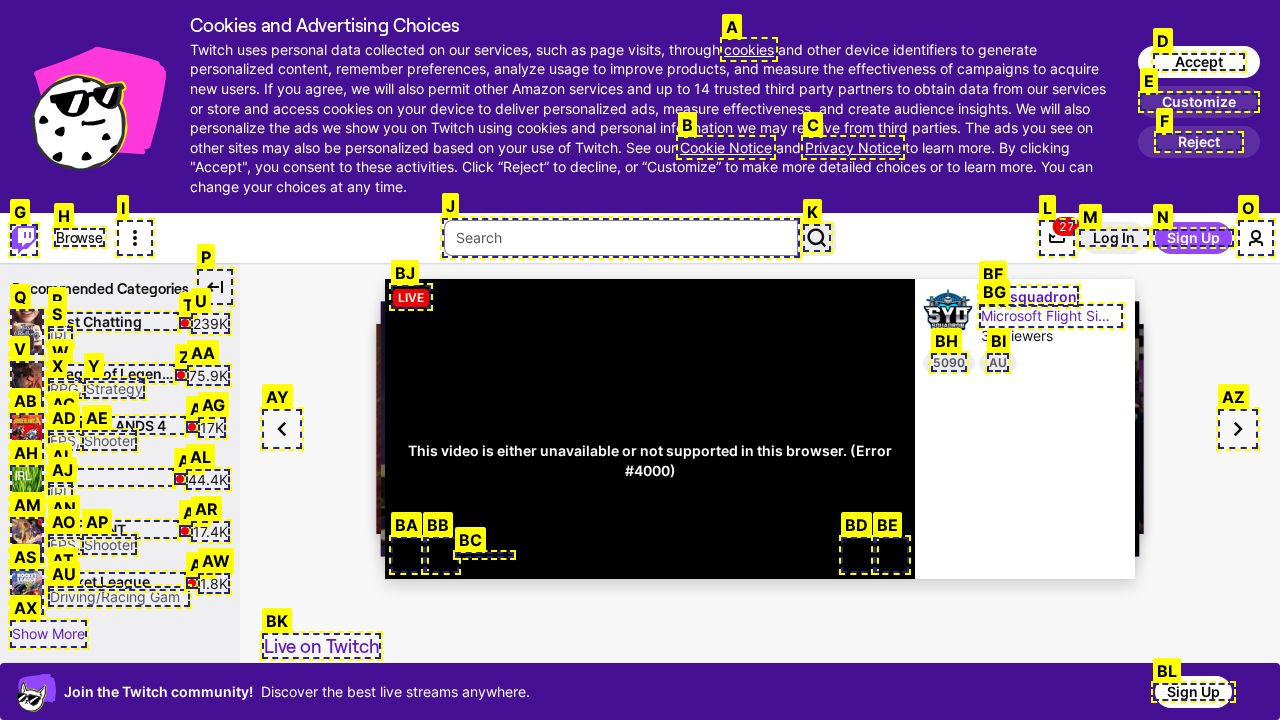 Cookies and Advertising Choices
Twitch uses personal data collected on our services, such as page visits, through cookies and other device identifiers to generate
personalized content, remember preferences, analyze usage to improve products, and measure the effectiveness of campaigns to acquire
new users. If you agree, we will also permit other Amazon services and up to 14 trusted third party partners to obtain data from our services
or store and access cookies on your device to deliver personalized ads, measure effectiveness, and create audience insights. We will also
personalize the ads we show you on Twitch using cookies and personal information we may receive from third parties. The ads you see on
other sites may also be personalized based on your use of Twitch. See our Cookie Notice and Privacy Notice to learn more. By clicking
"Accept", you consent to these activities. Click “Reject” to decline, or “Customize” to make more detailed choices or to learn more. You can
change your choices at any time.
A
B
C
D
Accept
E
Customize
F
Reject
G
H
Browse
I
J
Search
K
L
27
M
Log In
N
Sign Up
O
P
Recommended Categories
Q
R
S
Just Chatting
IRL
T
U
239K
V
W
X
Y
League of Legen...
RPG
Strategy
Z
AA
75.9K
AB
AC
AD
AE
LANDS 4
FPS
Shooter
AG
17K
AH
AI
AJ
IRL
IRL
AL
44.4K
AM
AN
AO
AP
FPS
Shooter
AR
17.4K
AS
AT
AU
Rocket League
Driving/Racing Gam
AW
1.8K
AX
Show More
AY
AZ
BJ
LIVE
This video is either unavailable or not supported in this browser. (Error
#4000)
BA
BB
BC
BD
BE
BF
BG
squadron
Microsoft Flight Si...
viewers
BH
5090
BI
AU
BK
Live on Twitch
Join the Twitch community!
Discover the best live streams anywhere.
BL
Sign Up